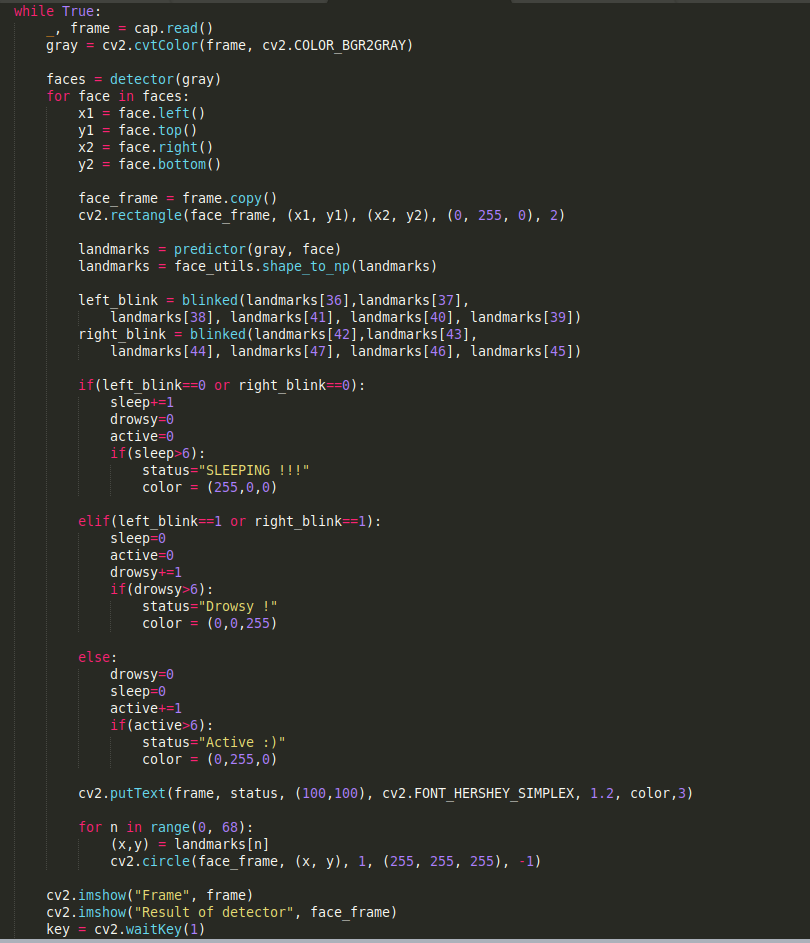 while True:
    _, frame = cap.read()
    gray = cv2.cvtColor(frame, cv2.COLOR_BGR2GRAY)

    faces = detector(gray)
    for face in faces:
        x1 = face.left()
        y1 = face.top()
        x2 = face.right()
        y2 = face.bottom()

        face_frame = frame.copy()
        cv2.rectangle(face_frame, (x1, y1), (x2, y2), (0, 255, 0), 2)

        landmarks = predictor(gray, face)
        landmarks = face_utils.shape_to_np(landmarks)

        left_blink = blinked(landmarks[36],landmarks[37],
            landmarks[38], landmarks[41], landmarks[40], landmarks[39])
        right_blink = blinked(landmarks[42],landmarks[43],
            landmarks[44], landmarks[47], landmarks[46], landmarks[45])

        if(left_blink==0 or right_blink==0):
            sleep+=1
            drowsy=0
            active=0
            if(sleep>6):
                status="SLEEPING !!!"
                color = (255,0,0)

        elif(left_blink==1 or right_blink==1):
            sleep=0
            active=0
            drowsy+=1
            if(drowsy>6):
                status="Drowsy !"
                color = (0,0,255)

        else:
            drowsy=0
            sleep=0
            active+=1
            if(active>6):
                status="Active :)"
                color = (0,255,0)

        cv2.putText(frame, status, (100,100), cv2.FONT_HERSHEY_SIMPLEX, 1.2, color,3)

        for n in range(0, 68):
            (x,y) = landmarks[n]
            cv2.circle(face_frame, (x, y), 1, (255, 255, 255), -1)

    cv2.imshow("Frame", frame)
    cv2.imshow("Result of detector", face_frame)
    key = cv2.waitKey(1)